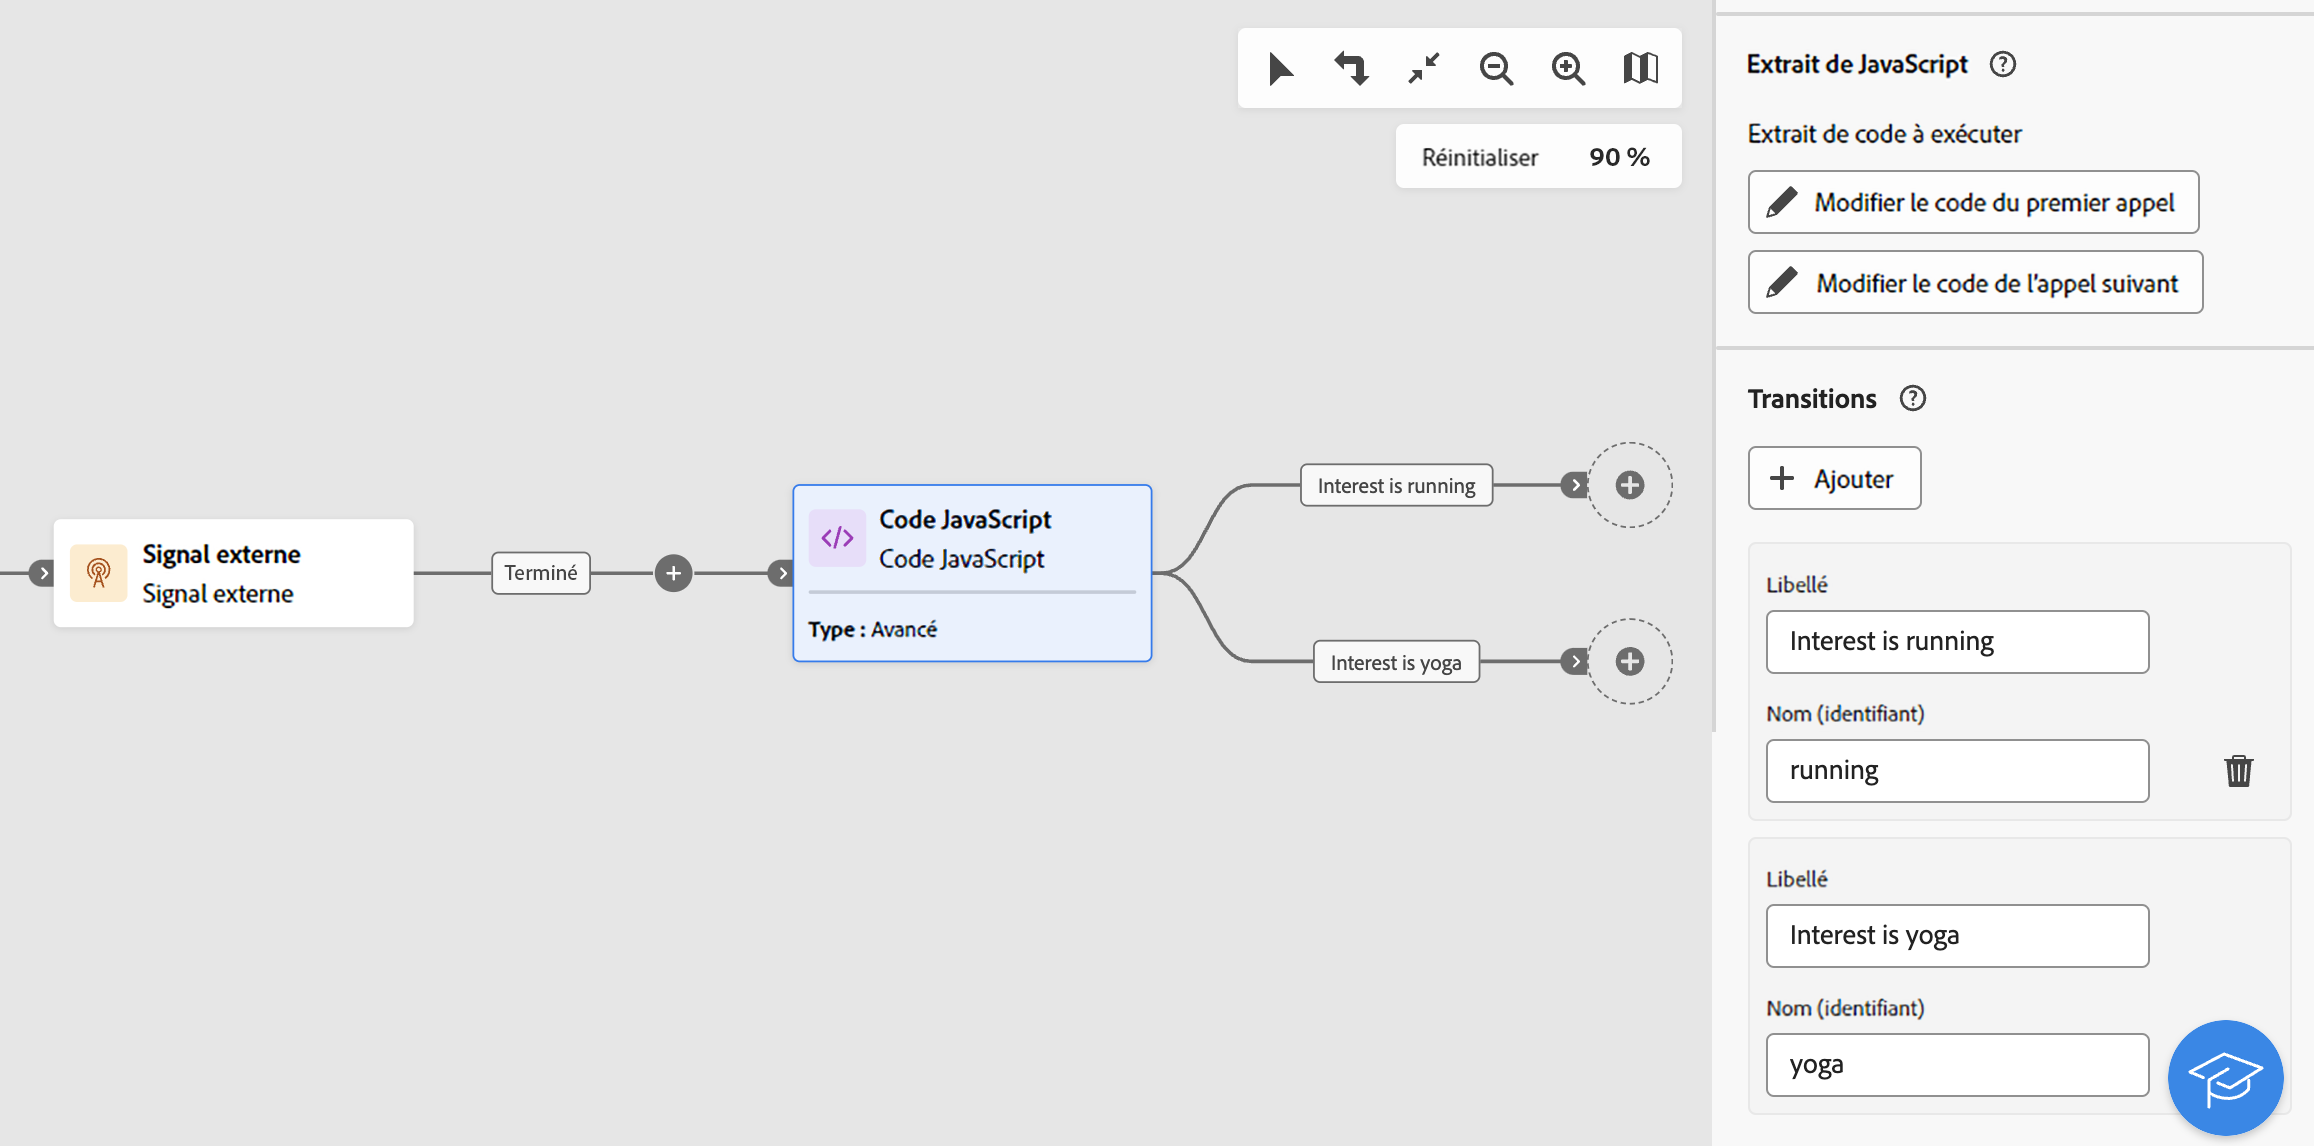 Réinitialiser 90 %
Signal externe
Signal externe
Terminé
Code JavaScript
Code JavaScript
Type : Avancé
Interest is running
Interest is yoga
Extrait de JavaScript
Extrait de code à exécuter
Modifier le code du premier appel
Modifier le code de l'appel suivant
Transitions
Ajouter
Libellé
Interest is running
Nom (identifiant)
running
Libellé
Interest is yoga
Nom (identifiant)
yoga